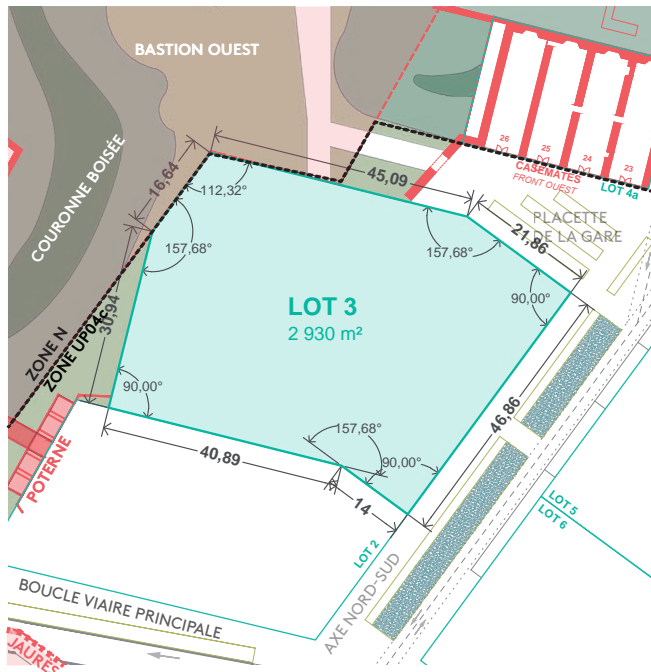 BASTION OUEST
COURONNE BOISÉE
16,64
45,09
112,32°
26
25
24
23
CASEMATES
FRONT OUEST
LOT 4a
PLACETTE
DE LA GARE
21,86
157,68°
157,68°
90,00°
LOT 3
2 930 m²
30,94
ZONE N
ZONE UP04c
90,00°
46,86
157,68°
90,00°
40,89
14
POTERNE
LOT 2
LOT 5
LOT 6
AXE NORD-SUD
BOUCLE VIAIRE PRINCIPALE
JAURÈS